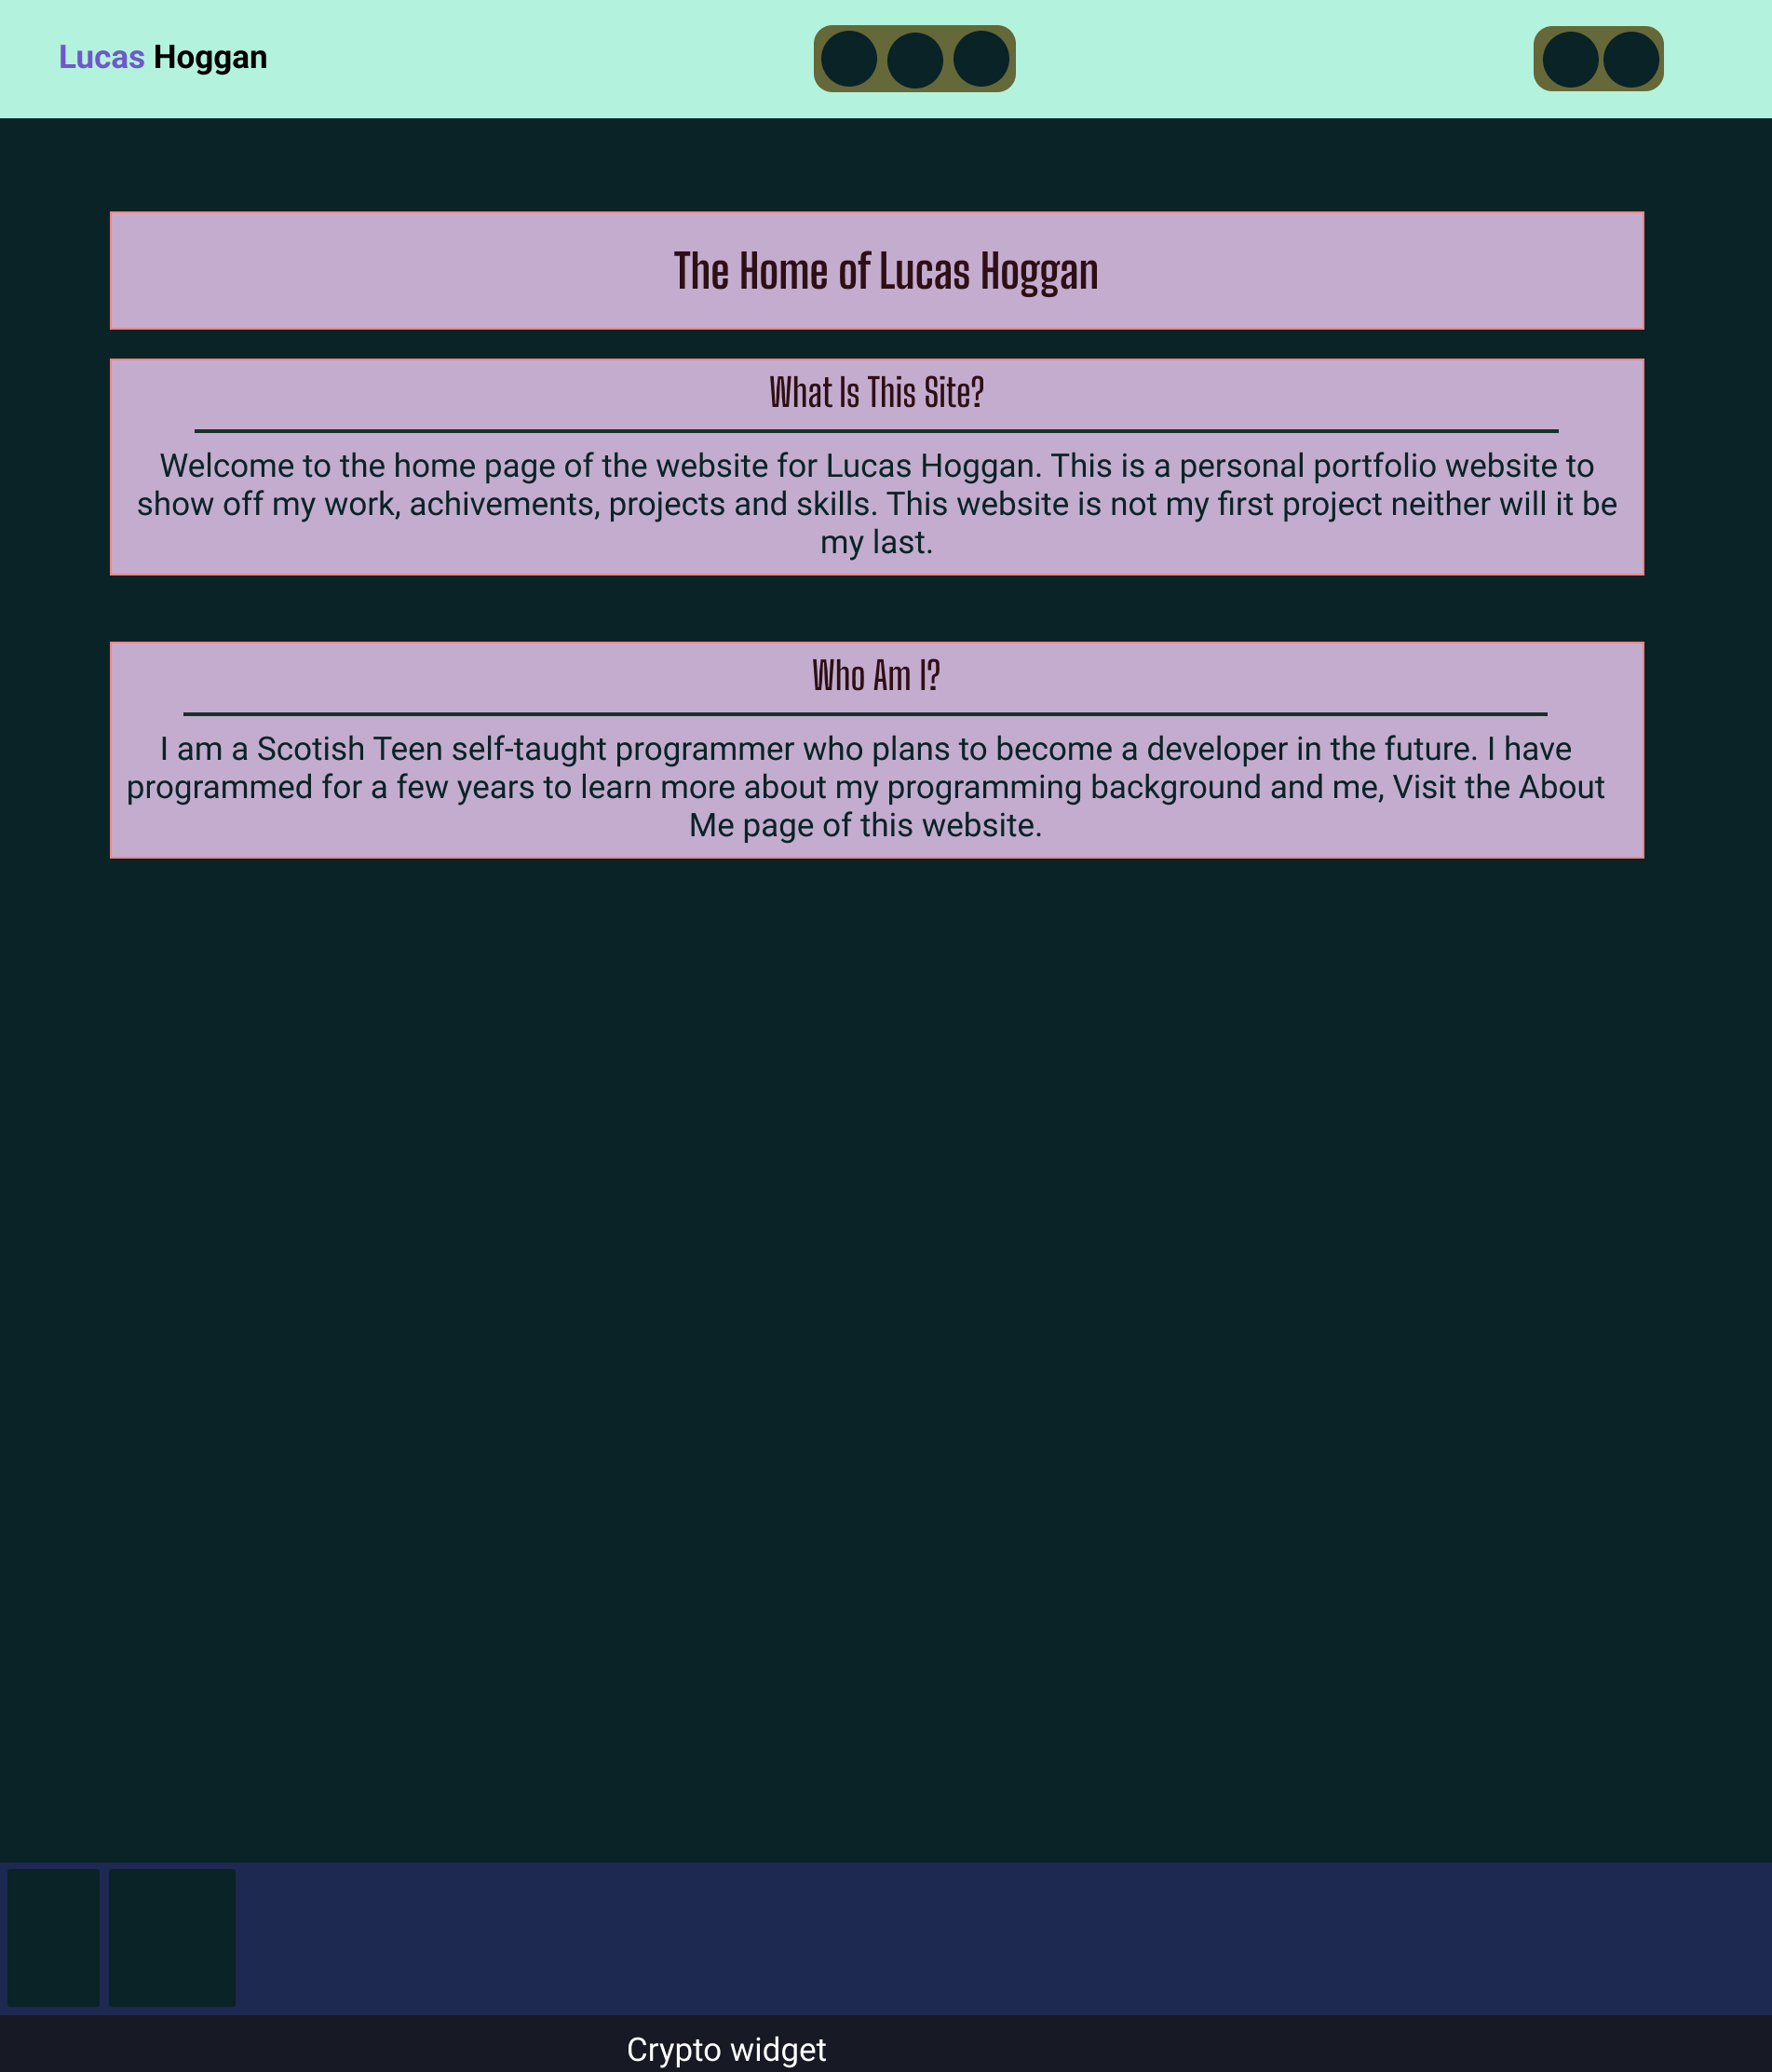 Lucas Hoggan
The Home of Lucas Hoggan
What Is This Site?
Welcome to the home page of the website for Lucas Hoggan. This is a personal portfolio website to
show off my work, achivements, projects and skills. This website is not my first project neither will it be
my last.
Who Am I?
I am a Scotish Teen self-taught programmer who plans to become a developer in the future. I have
programmed for a few years to learn more about my programming background and me, Visit the About
Me page of this website.
Crypto widget